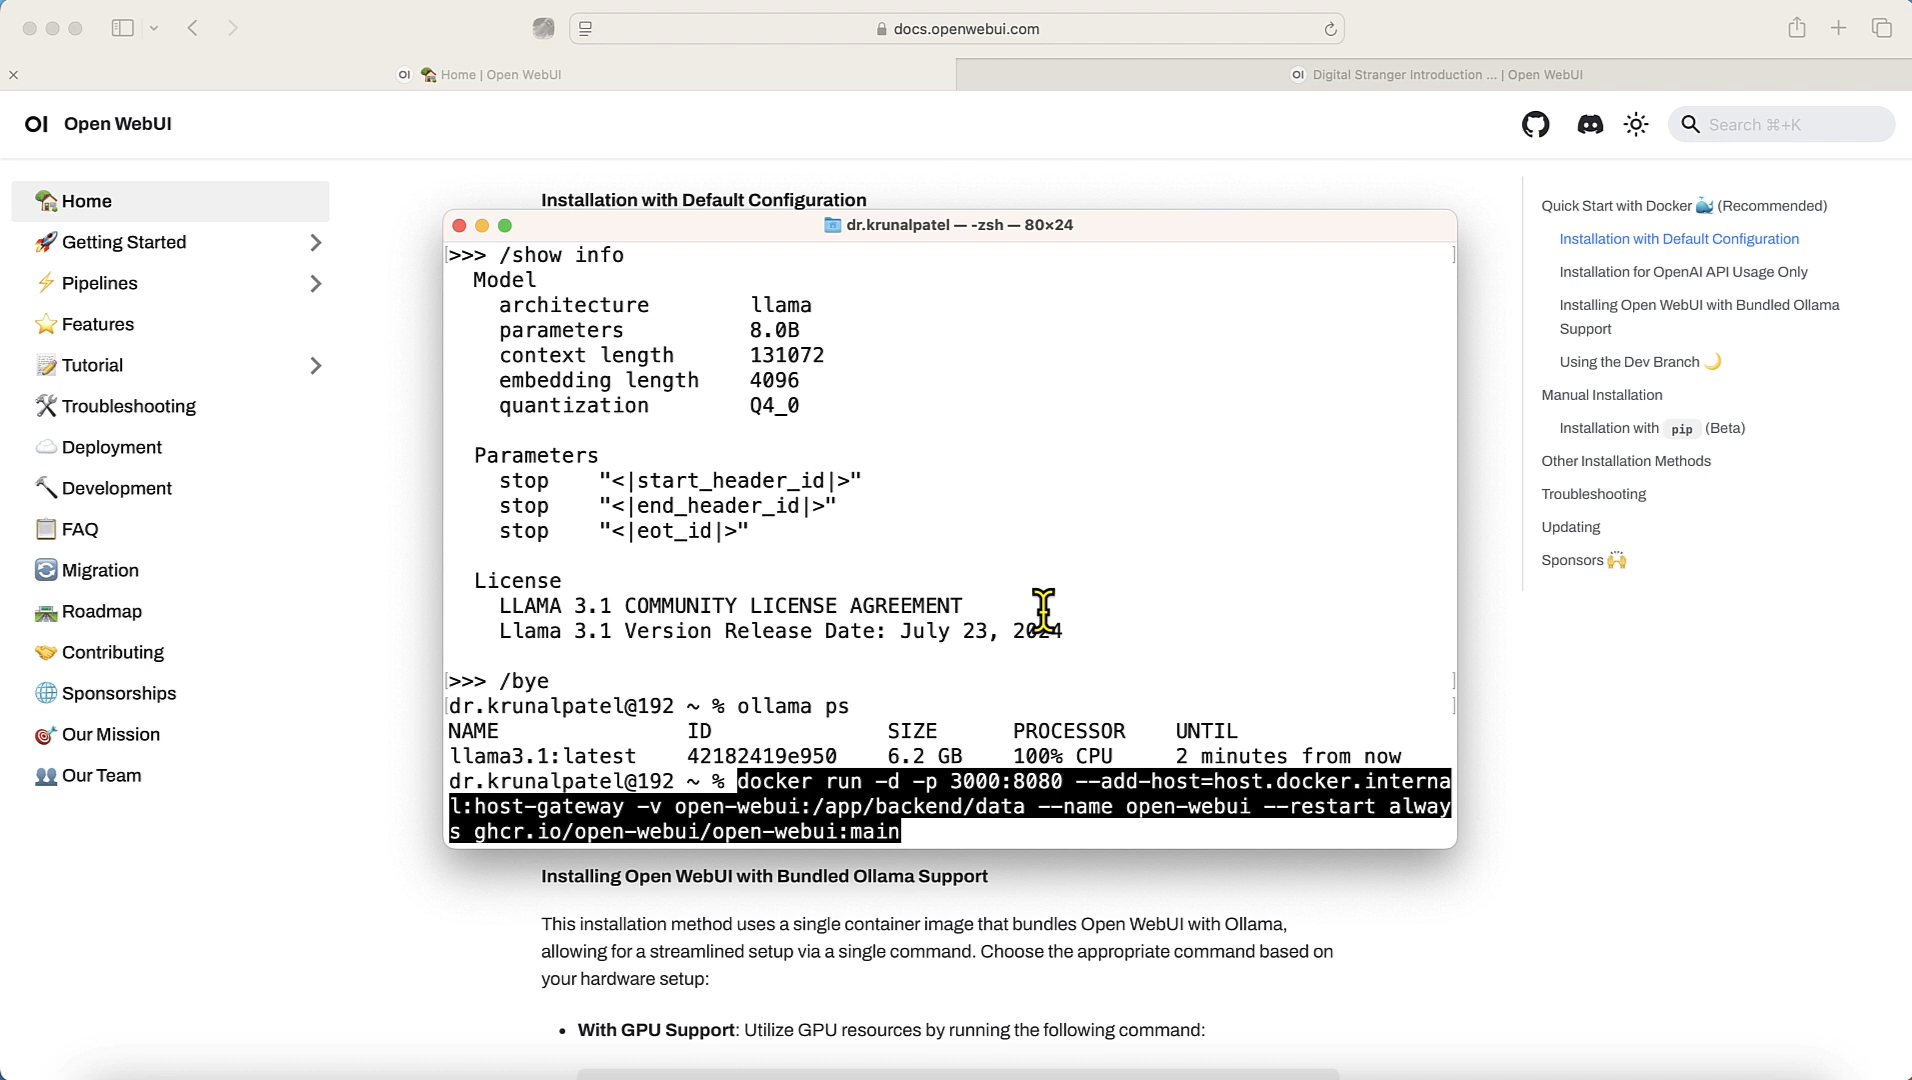 docs.openwebui.com
OI 🏡 Home | Open WebUI
OI Digital Stranger Introduction ... | Open WebUI
OI Open WebUI
Search ⌘+K
🏡 Home
🚀 Getting Started
⚡ Pipelines
⭐ Features
📝 Tutorial
🛠️ Troubleshooting
☁️ Deployment
🔨 Development
📋 FAQ
🔄 Migration
🛣️ Roadmap
🤝 Contributing
🌐 Sponsorships
🎯 Our Mission
👥 Our Team
Installation with Default Configuration
dr.krunalpatel — -zsh — 80×24
>>> /show info
Model
architecture llama
parameters 8.0B
context length 131072
embedding length 4096
quantization Q4_0
Parameters
stop "<|start_header_id|>"
stop "<|end_header_id|>"
stop "<|eot_id|>"
License
LLAMA 3.1 COMMUNITY LICENSE AGREEMENT
Llama 3.1 Version Release Date: July 23, 2024
>>> /bye
dr.krunalpatel@192 ~ % ollama ps
NAME ID SIZE PROCESSOR UNTIL
llama3.1:latest 42182419e950 6.2 GB 100% CPU 2 minutes from now
dr.krunalpatel@192 ~ % docker run -d -p 3000:8080 --add-host=host.docker.interna
l:host-gateway -v open-webui:/app/backend/data --name open-webui --restart alway
s ghcr.io/open-webui/open-webui:main
Installing Open WebUI with Bundled Ollama Support
This installation method uses a single container image that bundles Open WebUI with Ollama,
allowing for a streamlined setup via a single command. Choose the appropriate command based on
your hardware setup:
• With GPU Support: Utilize GPU resources by running the following command:
Quick Start with Docker 🐳 (Recommended)
Installation with Default Configuration
Installation for OpenAI API Usage Only
Installing Open WebUI with Bundled Ollama
Support
Using the Dev Branch 🌙
Manual Installation
Installation with pip (Beta)
Other Installation Methods
Troubleshooting
Updating
Sponsors 🙌